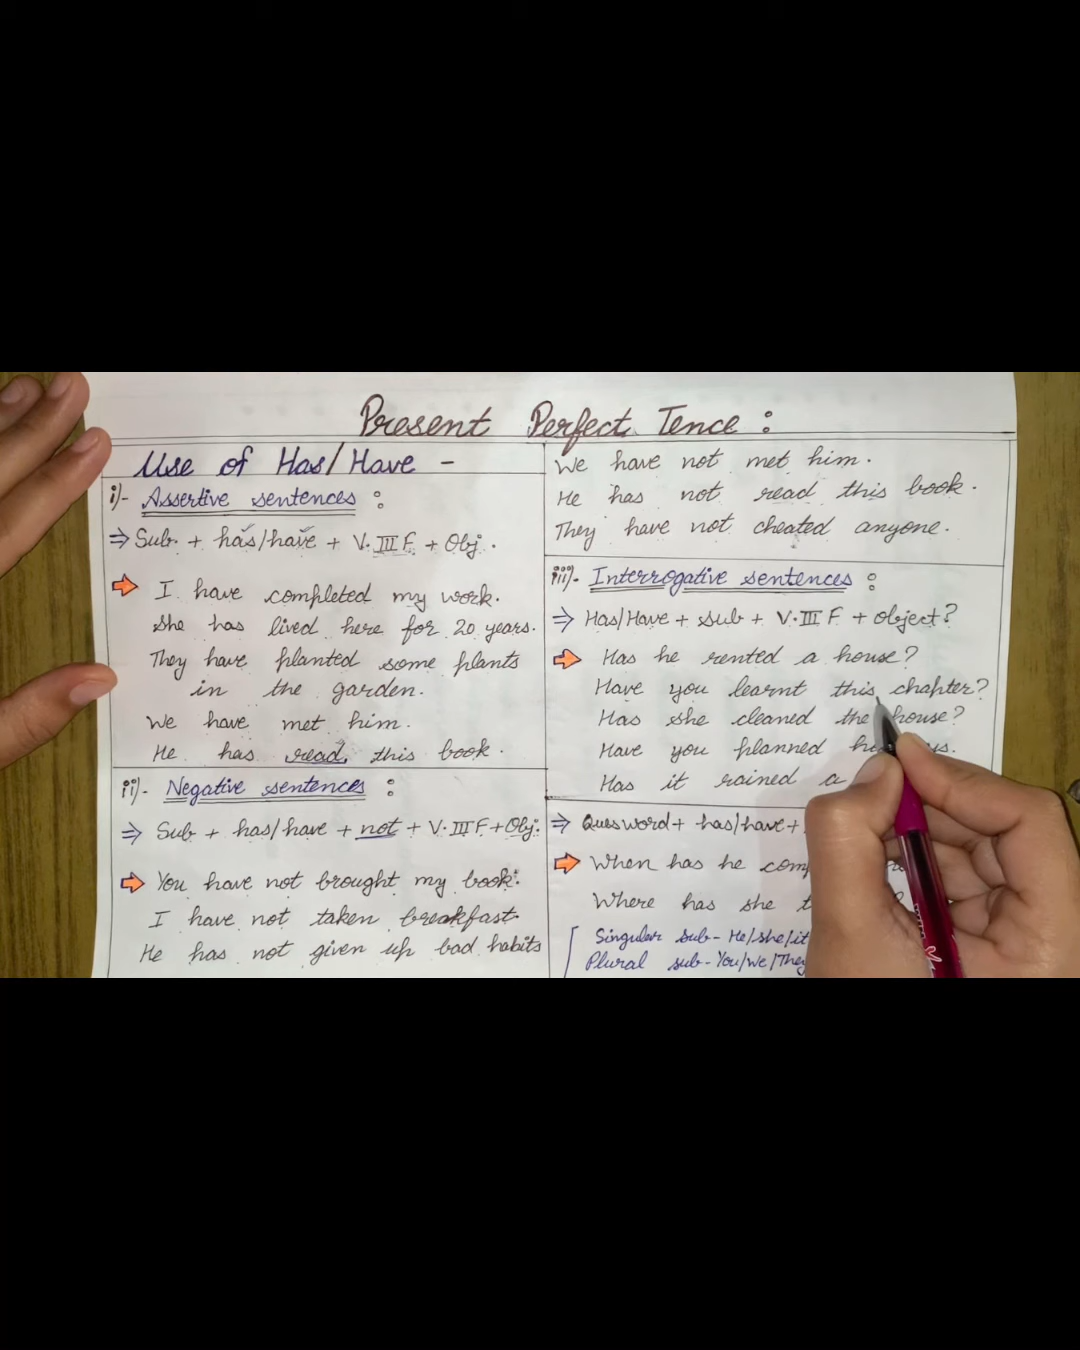 Present Perfect Tence :
Use of Has/Have -
i)- Assertive sentences :
⇒ Sub + has/have + V.III F. + Obj.
I have completed my work.
She has lived here for 20 years.
They have planted some plants
in the garden.
We have met him.
He has read this book.
ii)- Negative sentences :
⇒ Sub + has/have + not + V.III F. + Obj.
You have not brought my book.
I have not taken breakfast.
He has not given up bad habits
We have not met him.
He has not read this book.
They have not cheated anyone.
iii)- Interrogative sentences :
⇒ Has/Have + sub + V.III F + object?
Has he rented a house?
Have you learnt this chapter?
Has she cleaned the house?
Have you planned
Has it rained a
⇒ Quesword + has/have +
When has he comp
Where has she t
Singular sub - He/she/it
Plural sub - You/We/They